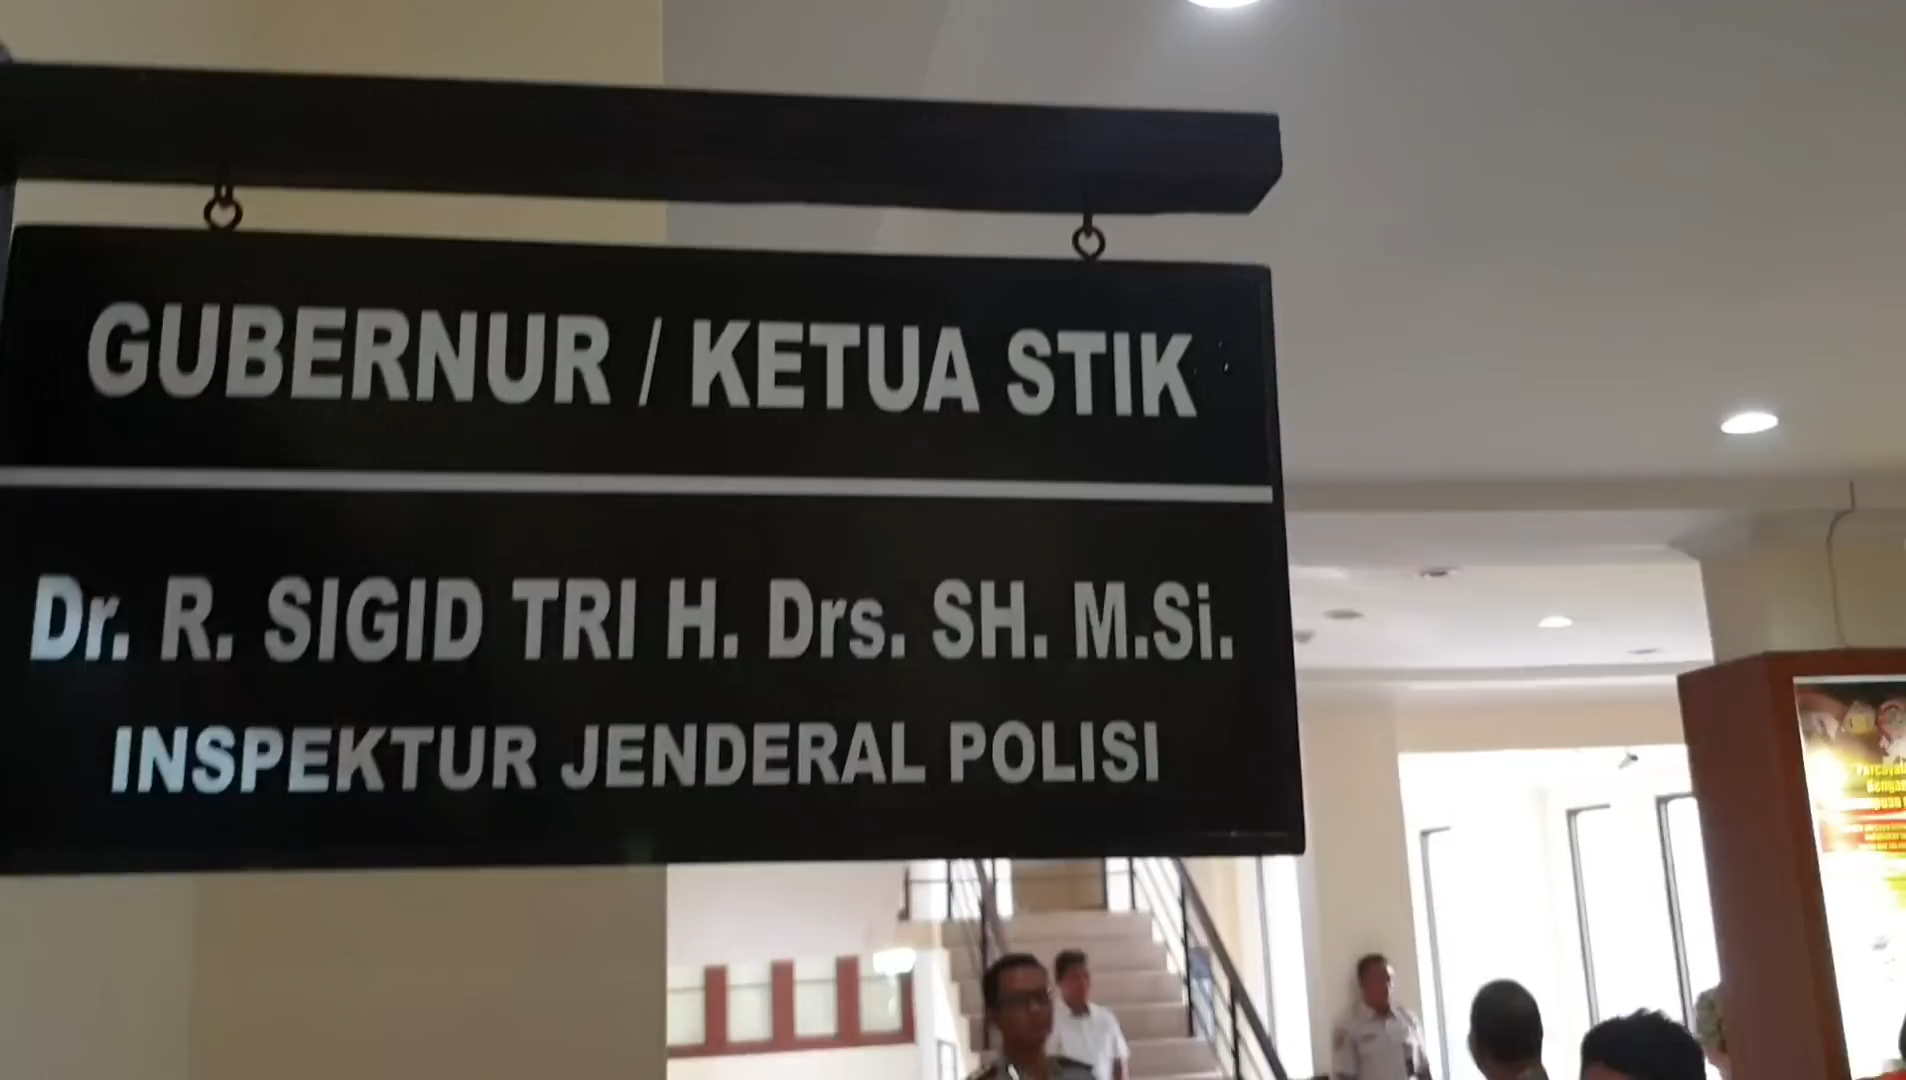 GUBERNUR / KETUA STIK
Dr. R. SIGID TRI H. Drs. SH. M.Si.
INSPEKTUR JENDERAL POLISI